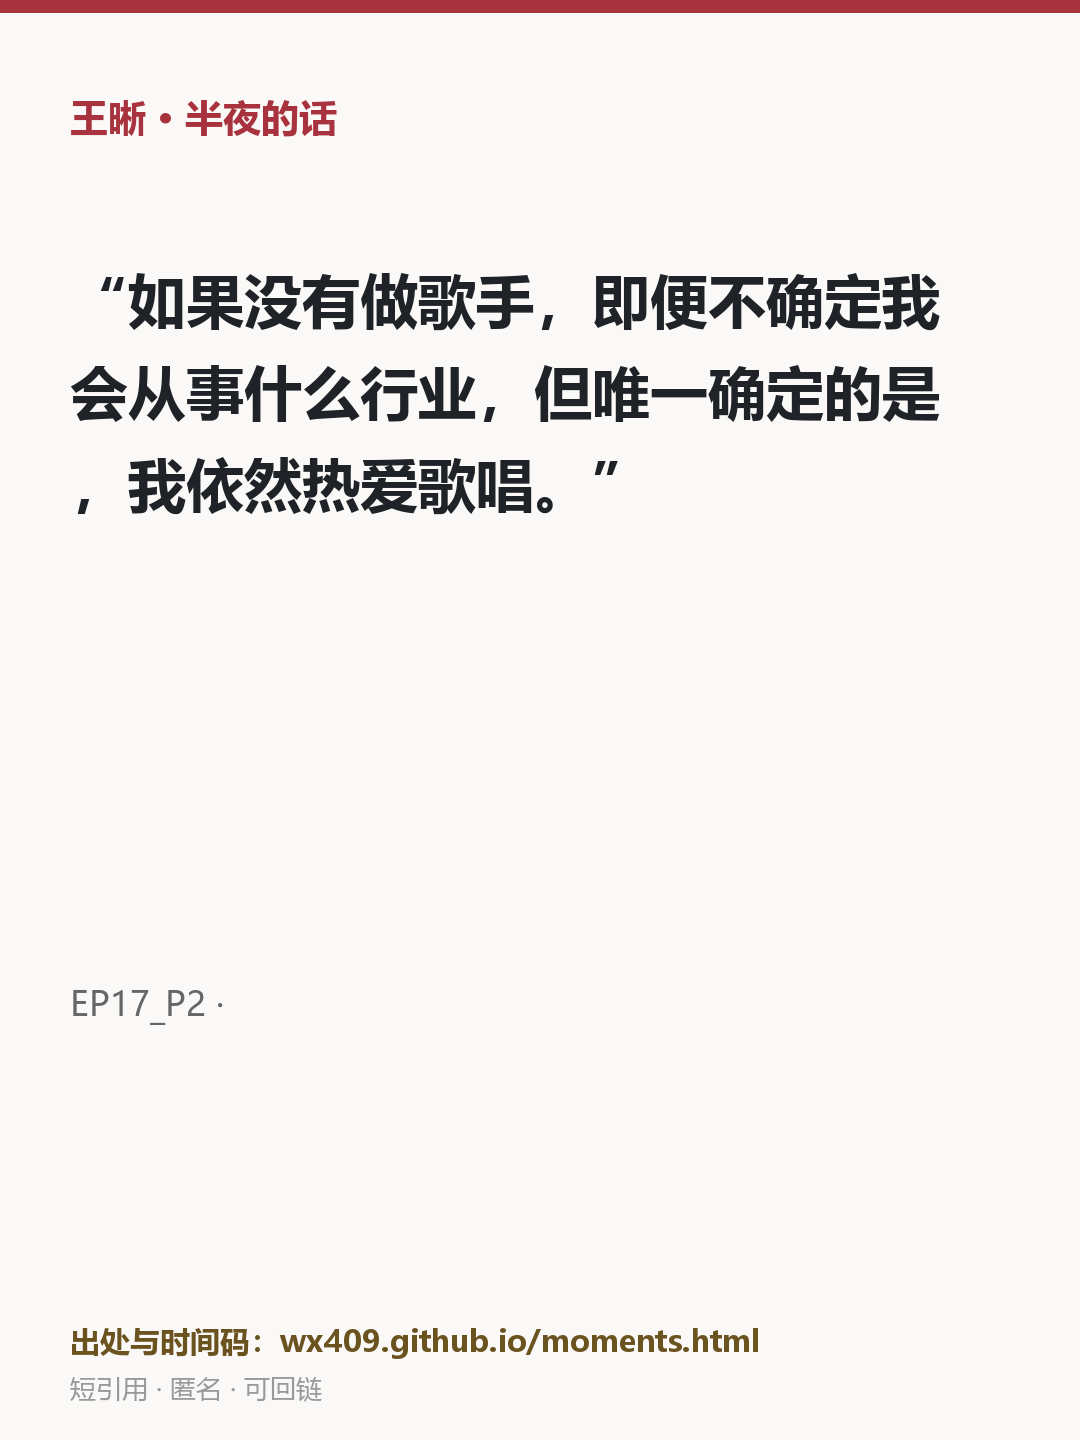 王晰·半夜的话
“如果没有做歌手，即便不确定我
会从事什么行业，但唯一确定的是
，我依然热爱歌唱。”
EP17_P2 ·
出处与时间码：wx409.github.io/moments.html
短引用 · 匿名 · 可回链